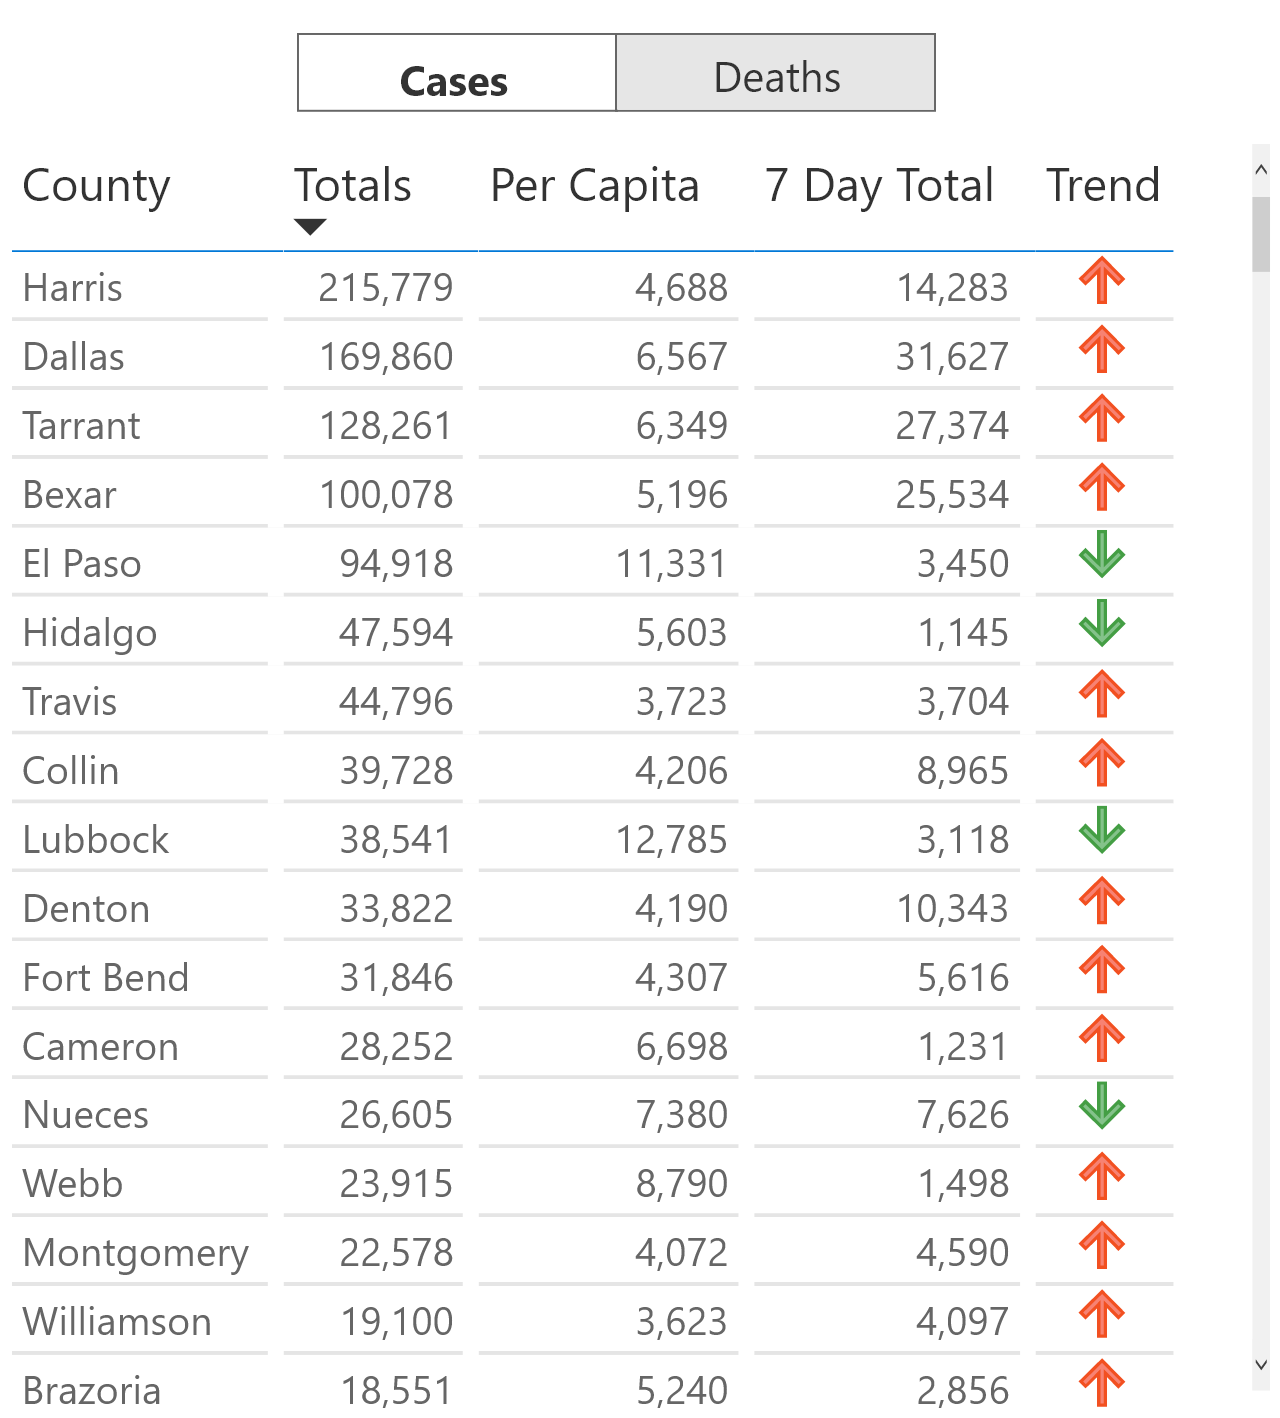 Cases Deaths
County Totals Per Capita 7 Day Total Trend
Harris 215,779 4,688 14,283
Dallas 169,860 6,567 31,627
Tarrant 128,261 6,349 27,374
Bexar 100,078 5,196 25,534
El Paso 94,918 11,331 3,450
Hidalgo 47,594 5,603 1,145
Travis 44,796 3,723 3,704
Collin 39,728 4,206 8,965
Lubbock 38,541 12,785 3,118
Denton 33,822 4,190 10,343
Fort Bend 31,846 4,307 5,616
Cameron 28,252 6,698 1,231
Nueces 26,605 7,380 7,626
Webb 23,915 8,790 1,498
Montgomery 22,578 4,072 4,590
Williamson 19,100 3,623 4,097
Brazoria 18,551 5,240 2,856